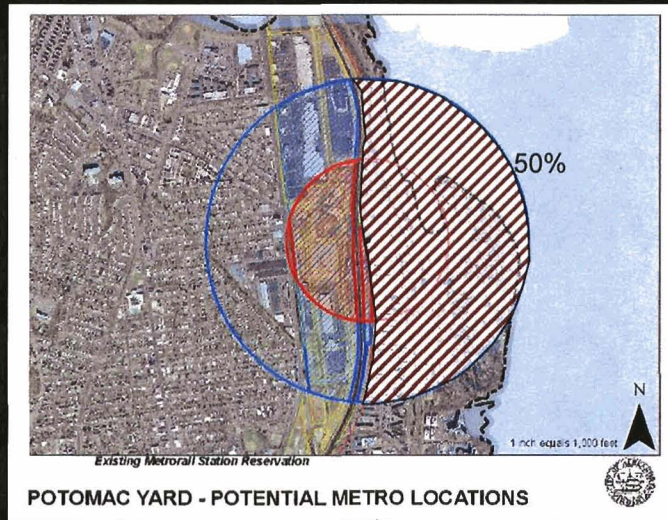 50%
N
1 inch equals 1,000 feet
Existing Metrorail Station Reservation
POTOMAC YARD - POTENTIAL METRO LOCATIONS